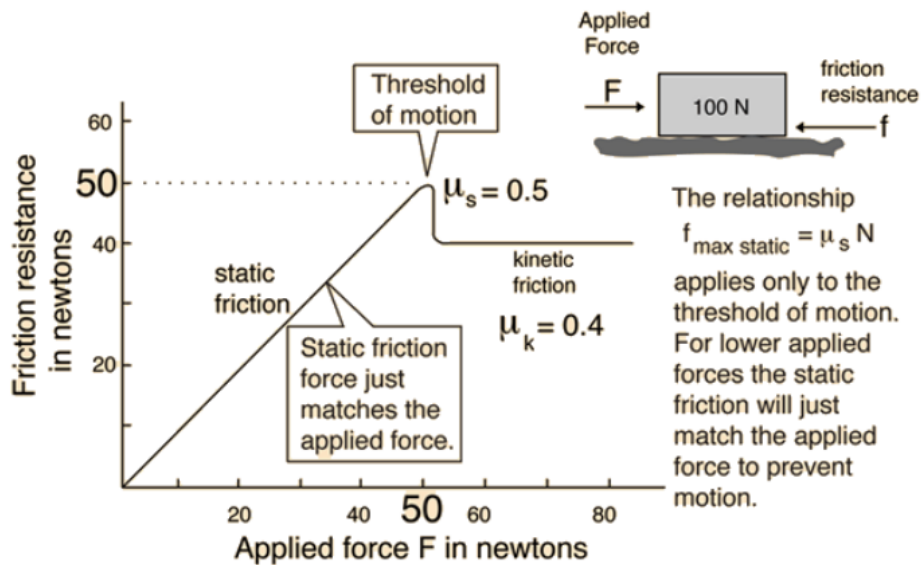 Applied
Force
F
100 N
friction
resistance
f
Threshold
of motion
Friction resistance
in newtons
60
50
40
20
μs = 0.5
static
friction
kinetic
friction
μk = 0.4
Static friction
force just
matches the
applied force.
20
40
50
60
80
Applied force F in newtons
The relationship
f max static = μs N
applies only to the
threshold of motion.
For lower applied
forces the static
friction will just
match the applied
force to prevent
motion.